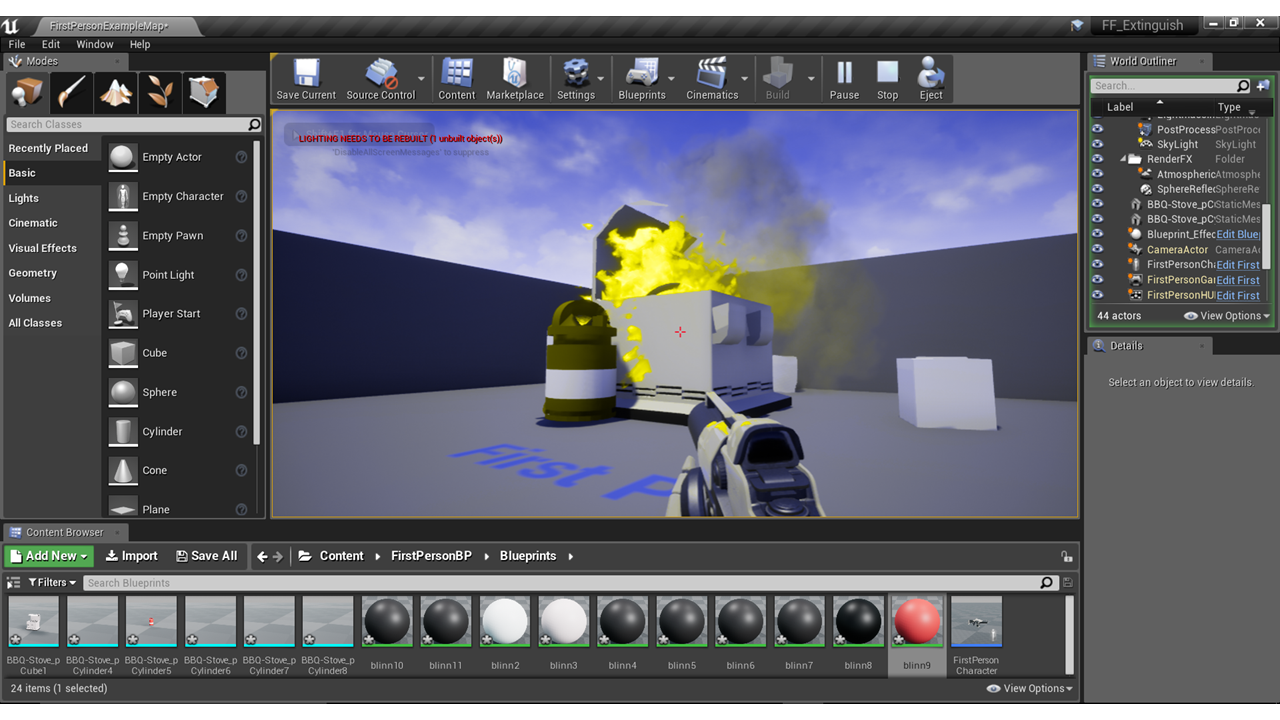 FirstPersonExampleMap*
FF_Extinguish
File Edit Window Help
Modes
Search Classes
Recently Placed
Basic
Lights
Cinematic
Visual Effects
Geometry
Volumes
All Classes
Empty Actor
Empty Character
Empty Pawn
Point Light
Player Start
Cube
Sphere
Cylinder
Cone
Plane
Save Current
Source Control
Content
Marketplace
Settings
Blueprints
Cinematics
Build
Pause
Stop
Eject
LIGHTING NEEDS TO BE REBUILT (1 unbuilt object(s))
'DisableAllScreenMessages' to suppress
First P
World Outliner
Search...
Label Type
PostProcess PostProc
SkyLight SkyLight
RenderFX Folder
Atmospheric Atmosphe
SphereReflec SphereRe
BBQ-Stove_pC StaticMes
BBQ-Stove_pC StaticMes
Blueprint_Effec Edit Blue
CameraActor CameraAc
FirstPersonCha Edit First
FirstPersonGa Edit First
FirstPersonHU Edit First
44 actors
View Options
Details
Select an object to view details.
Content Browser
Add New
Import
Save All
Content
FirstPersonBP
Blueprints
Filters
Search Blueprints
BBQ-Stove_p
Cube1
BBQ-Stove_p
Cylinder4
BBQ-Stove_p
Cylinder5
BBQ-Stove_p
Cylinder6
BBQ-Stove_p
Cylinder7
BBQ-Stove_p
Cylinder8
blinn10
blinn11
blinn2
blinn3
blinn4
blinn5
blinn6
blinn7
blinn8
blinn9
FirstPerson
Character
24 items (1 selected)
View Options